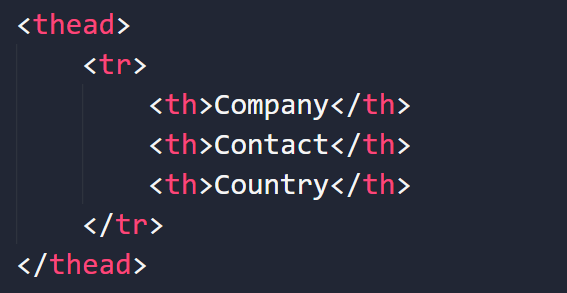 <thead>
<tr>
<th>Company</th>
<th>Contact</th>
<th>Country</th>
</tr>
</thead>